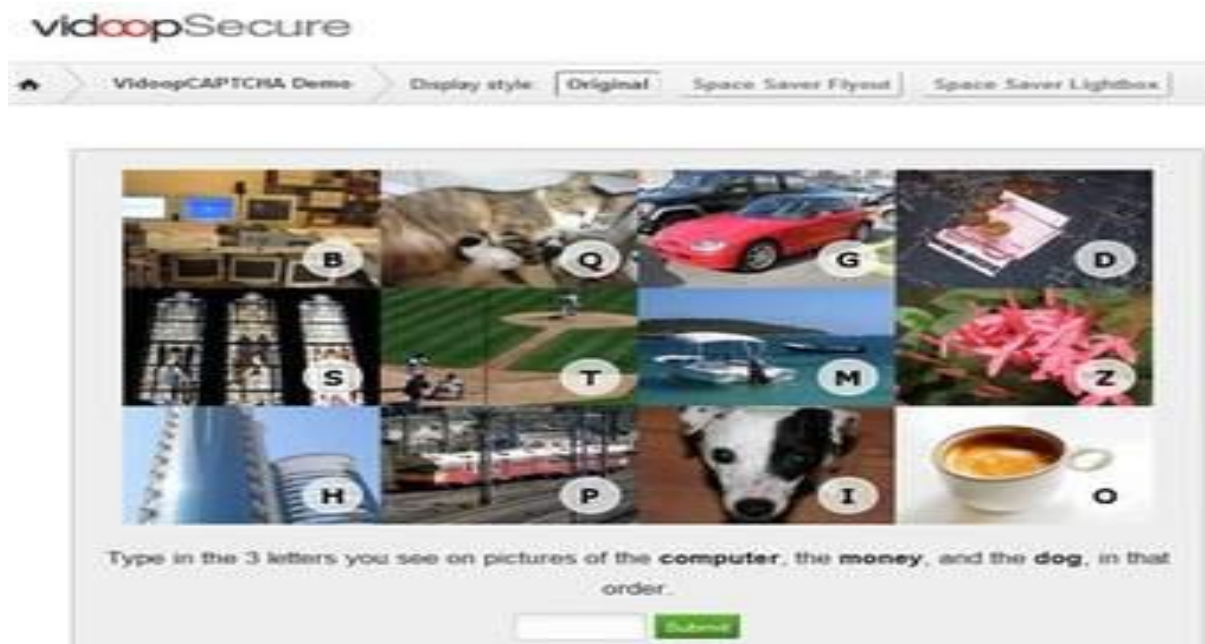 vidoopSecure
VidoopCAPTCHA Demo Display style Original Space Saver Flyout Space Saver Lightbox
B Q G D
S T M Z
H P I O
Type in the 3 letters you see on pictures of the computer, the money, and the dog, in that
order.
Submit